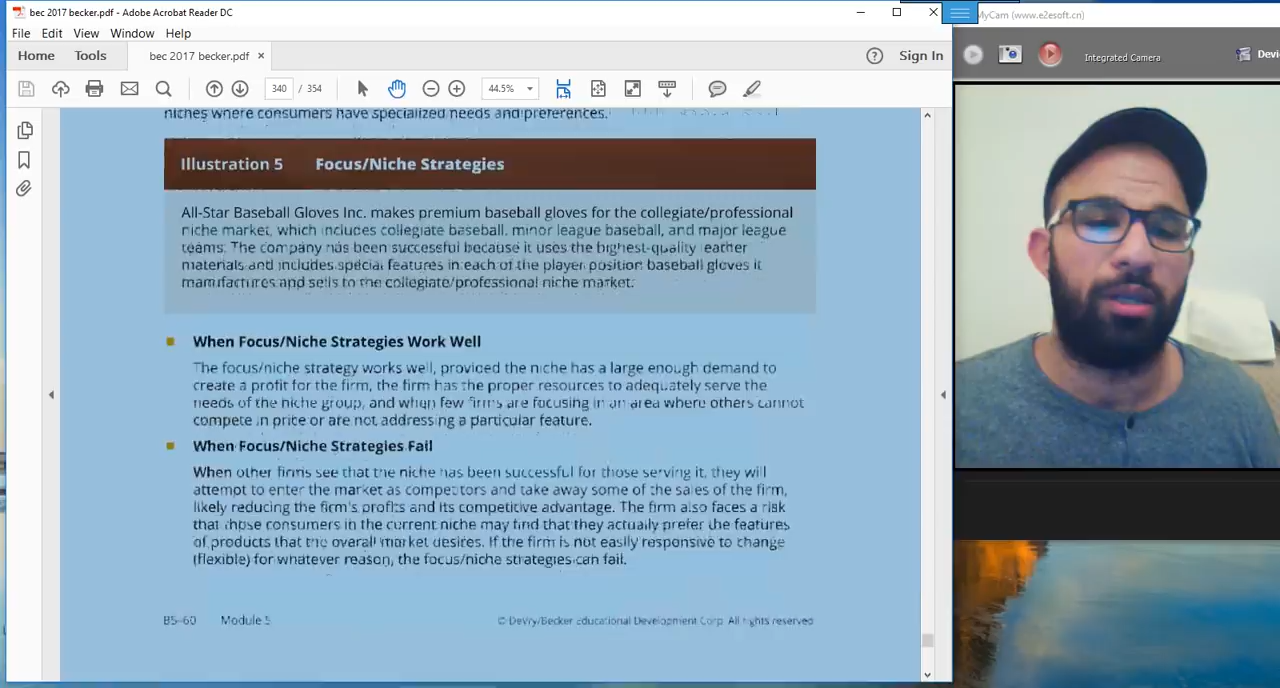 bec 2017 becker.pdf - Adobe Acrobat Reader DC
MyCam (www.e2esoft.cn)
File Edit View Window Help
Home Tools bec 2017 becker.pdf × Sign In
Integrated Camera Devi
340 / 354 44.5%
niches where consumers have specialized needs and preferences.
Illustration 5 Focus/Niche Strategies
All-Star Baseball Gloves Inc. makes premium baseball gloves for the collegiate/professional
niche market, which includes collegiate baseball, minor league baseball, and major league
teams. The company has been successful because it uses the highest-quality leather
materials and includes special features in each of the player position baseball gloves it
manufactures and sells to the collegiate/professional niche market.
When Focus/Niche Strategies Work Well
The focus/niche strategy works well, provided the niche has a large enough demand to
create a profit for the firm, the firm has the proper resources to adequately serve the
needs of the niche group, and when few firms are focusing in an area where others cannot
compete in price or are not addressing a particular feature.
When Focus/Niche Strategies Fail
When other firms see that the niche has been successful for those serving it, they will
attempt to enter the market as competitors and take away some of the sales of the firm,
likely reducing the firm's profits and its competitive advantage. The firm also faces a risk
that those consumers in the current niche may find that they actually prefer the features
of products that the overall market desires. If the firm is not easily responsive to change
(flexible) for whatever reason, the focus/niche strategies can fail.
B5–60 Module 5 © DeVry/Becker Educational Development Corp. All rights reserved